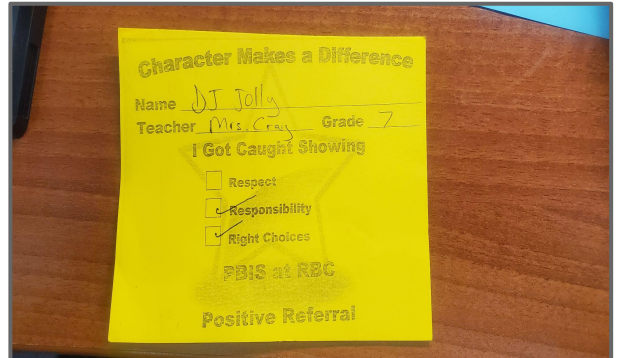 Character Makes a Difference
Name DJ Jolly
Teacher Mrs. Cray Grade 7
I Got Caught Showing
Respect
Responsibility
Right Choices
PBIS at RBC
Positive Referral